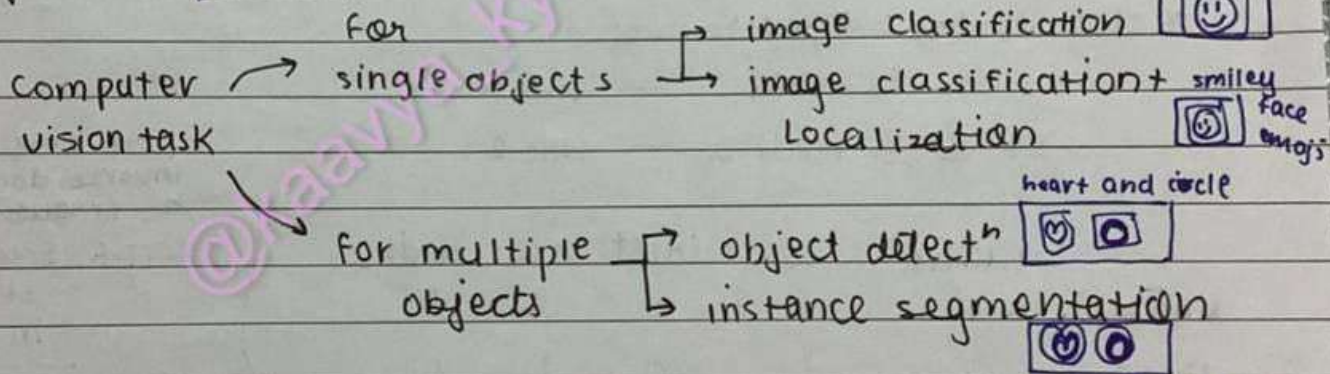 For
image classification
computer
single objects
image classification+ smiley face emoji
vision task
Localization
heart and circle
for multiple objects
object detectⁿ
instance segmentation
@kaavya_ky